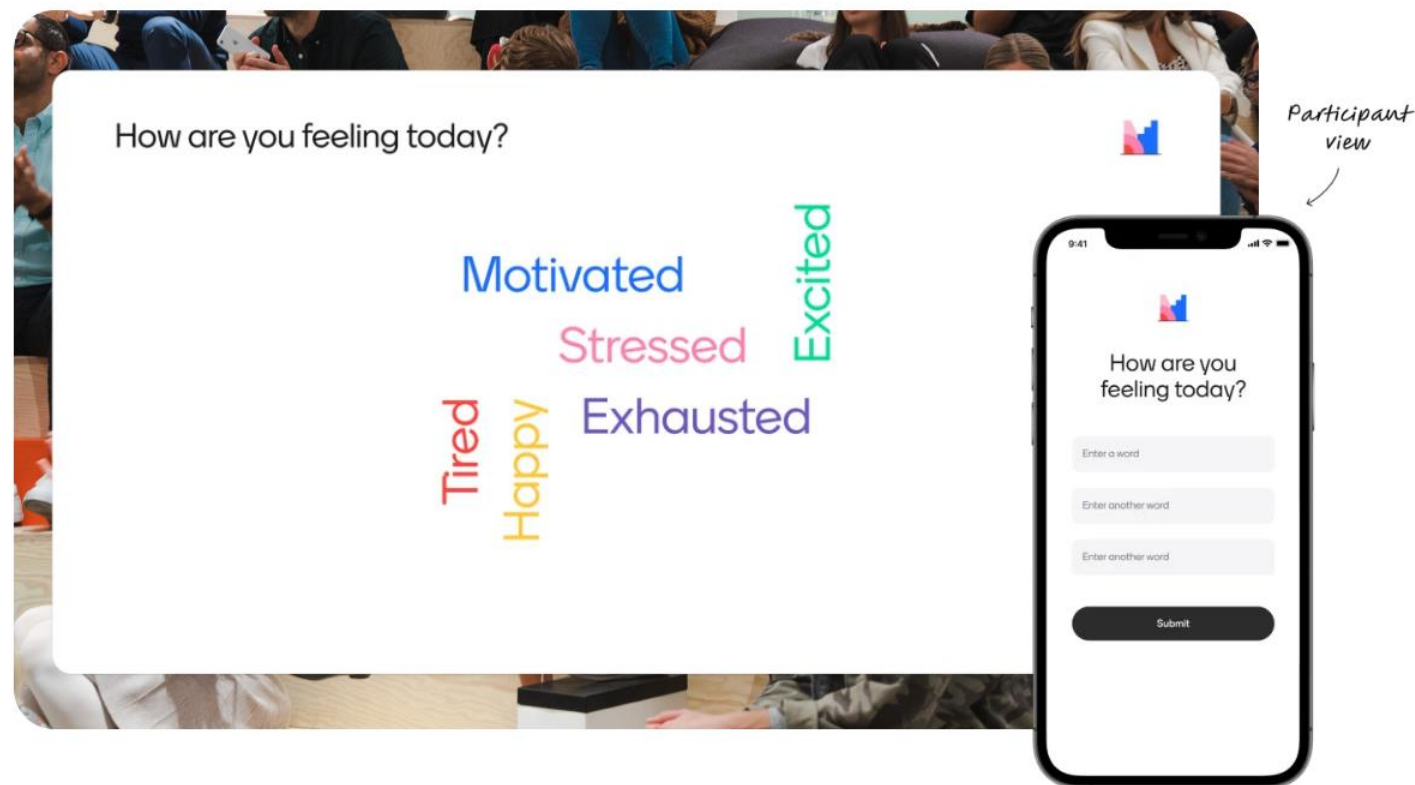 How are you feeling today?
Motivated
Excited
Stressed
Exhausted
Tired
Happy
Participant
view
9:41
How are you
feeling today?
Enter a word
Enter another word
Enter another word
Submit